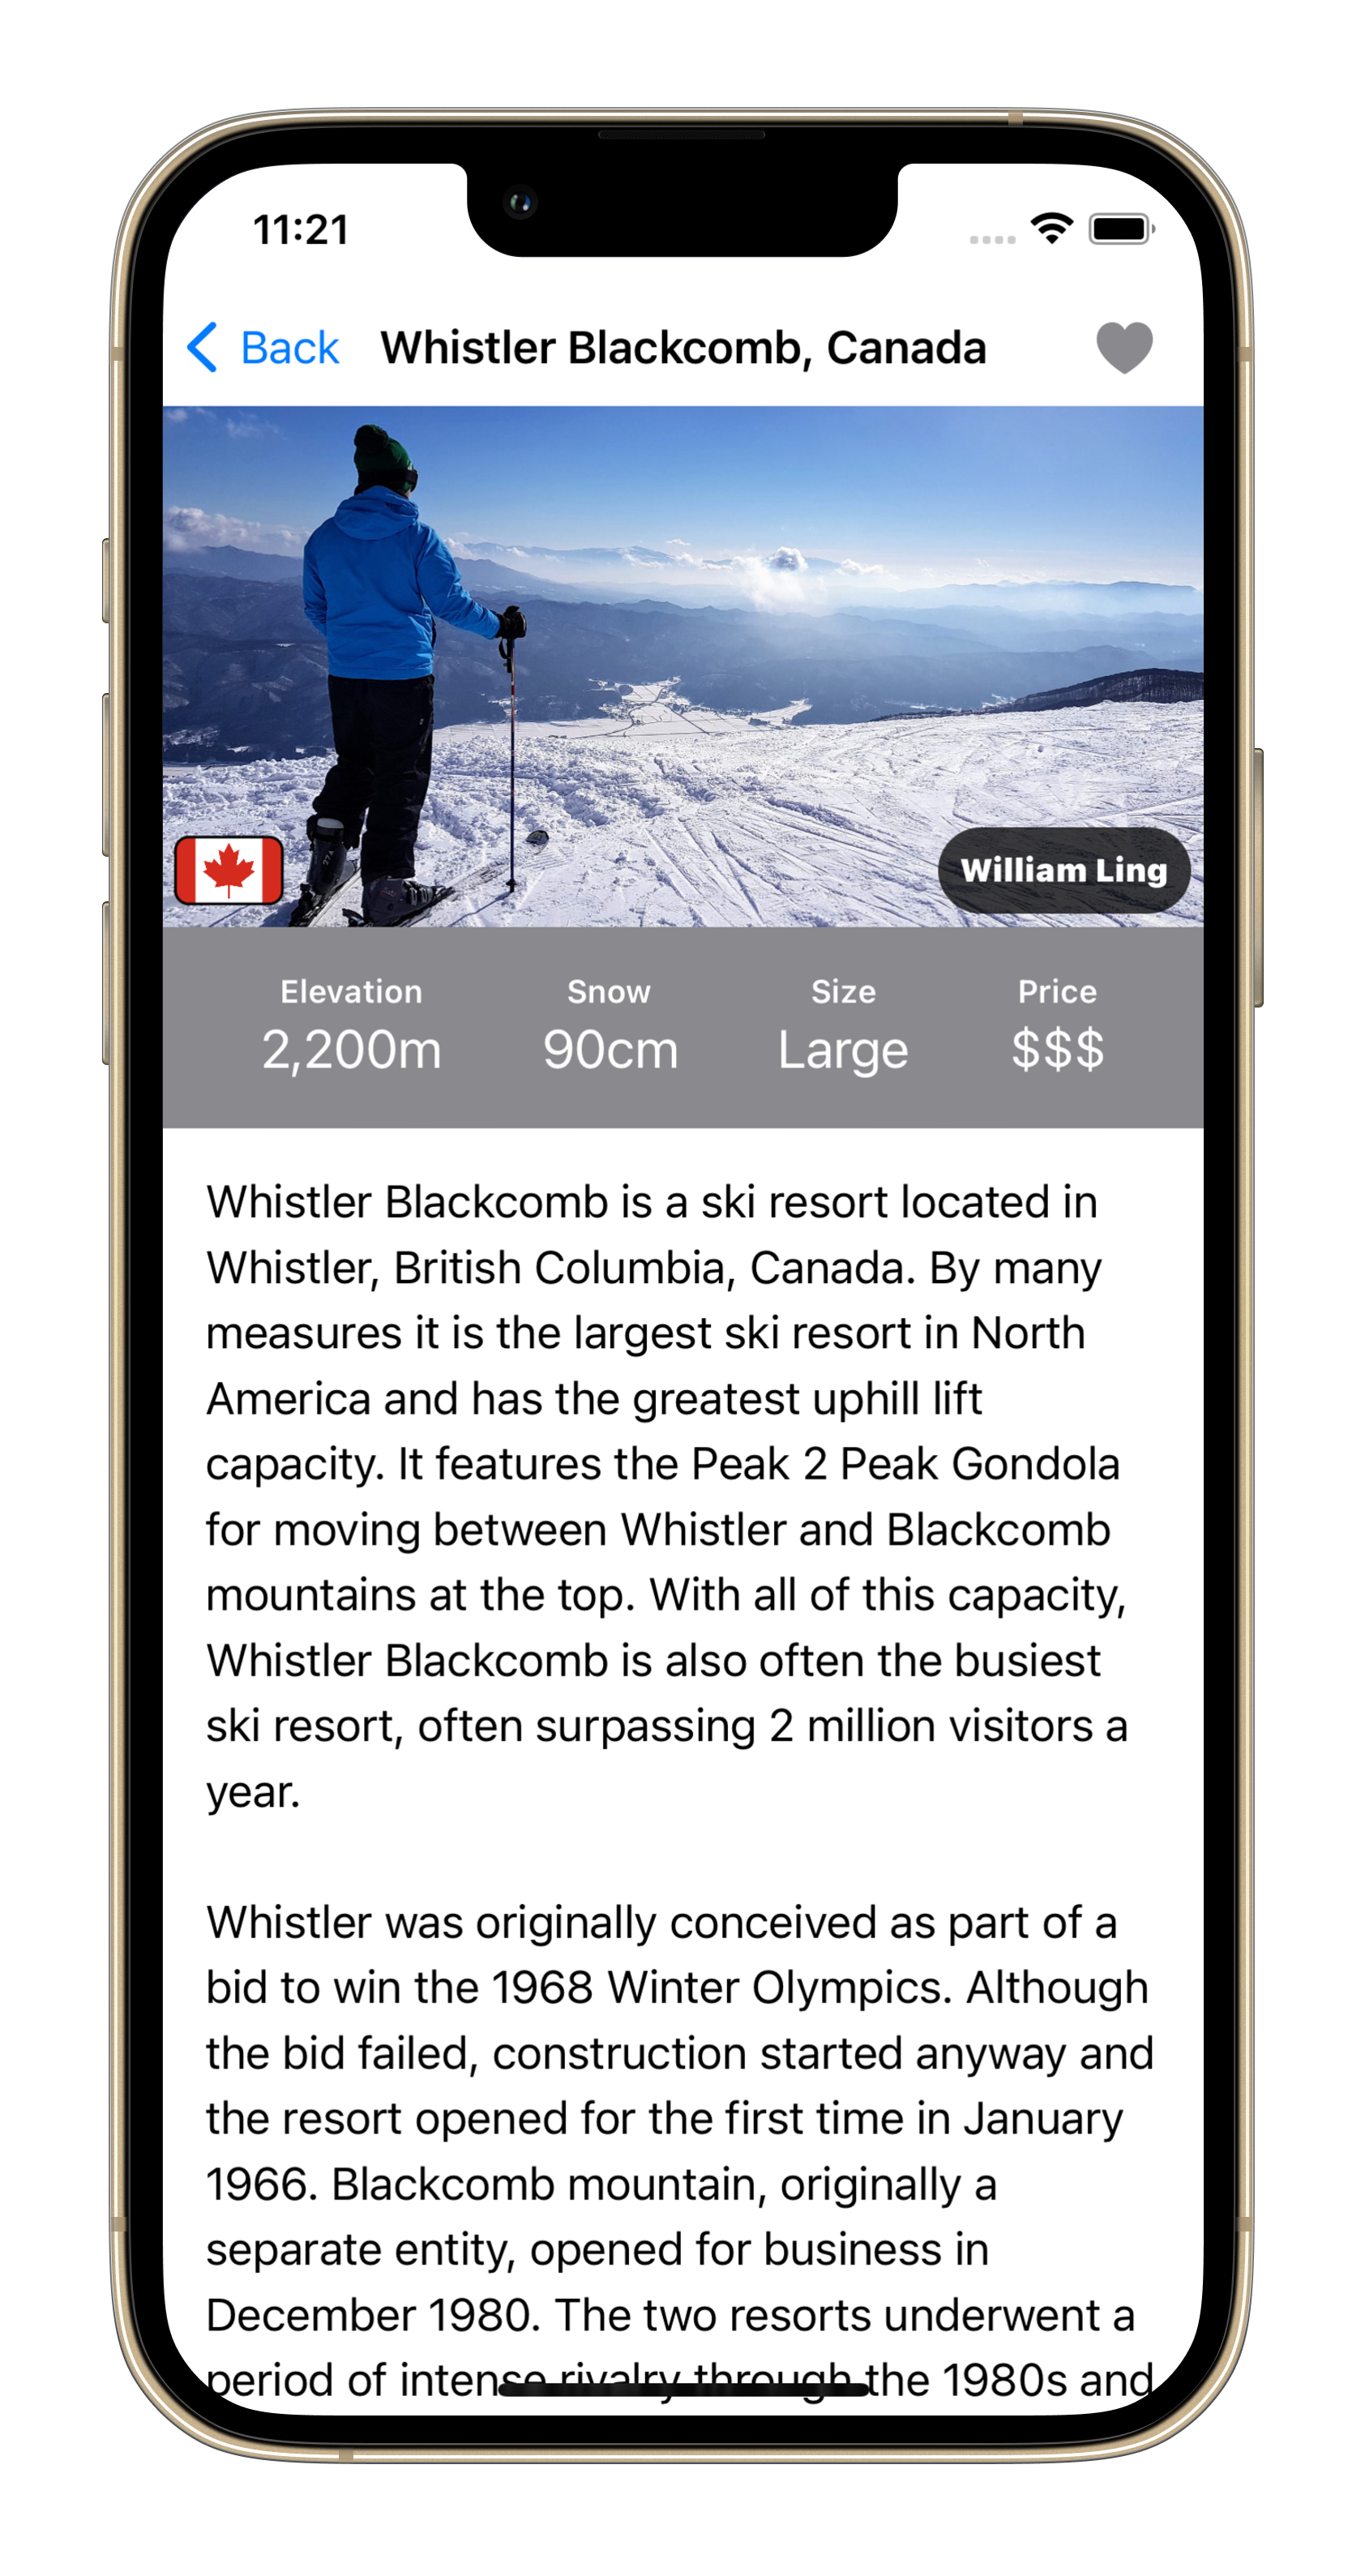 11:21
Back
Whistler Blackcomb, Canada
William Ling
Elevation Snow Size Price
2,200m 90cm Large $$$
Whistler Blackcomb is a ski resort located in
Whistler, British Columbia, Canada. By many
measures it is the largest ski resort in North
America and has the greatest uphill lift
capacity. It features the Peak 2 Peak Gondola
for moving between Whistler and Blackcomb
mountains at the top. With all of this capacity,
Whistler Blackcomb is also often the busiest
ski resort, often surpassing 2 million visitors a
year.
Whistler was originally conceived as part of a
bid to win the 1968 Winter Olympics. Although
the bid failed, construction started anyway and
the resort opened for the first time in January
1966. Blackcomb mountain, originally a
separate entity, opened for business in
December 1980. The two resorts underwent a
period of intense rivalry through the 1980s and